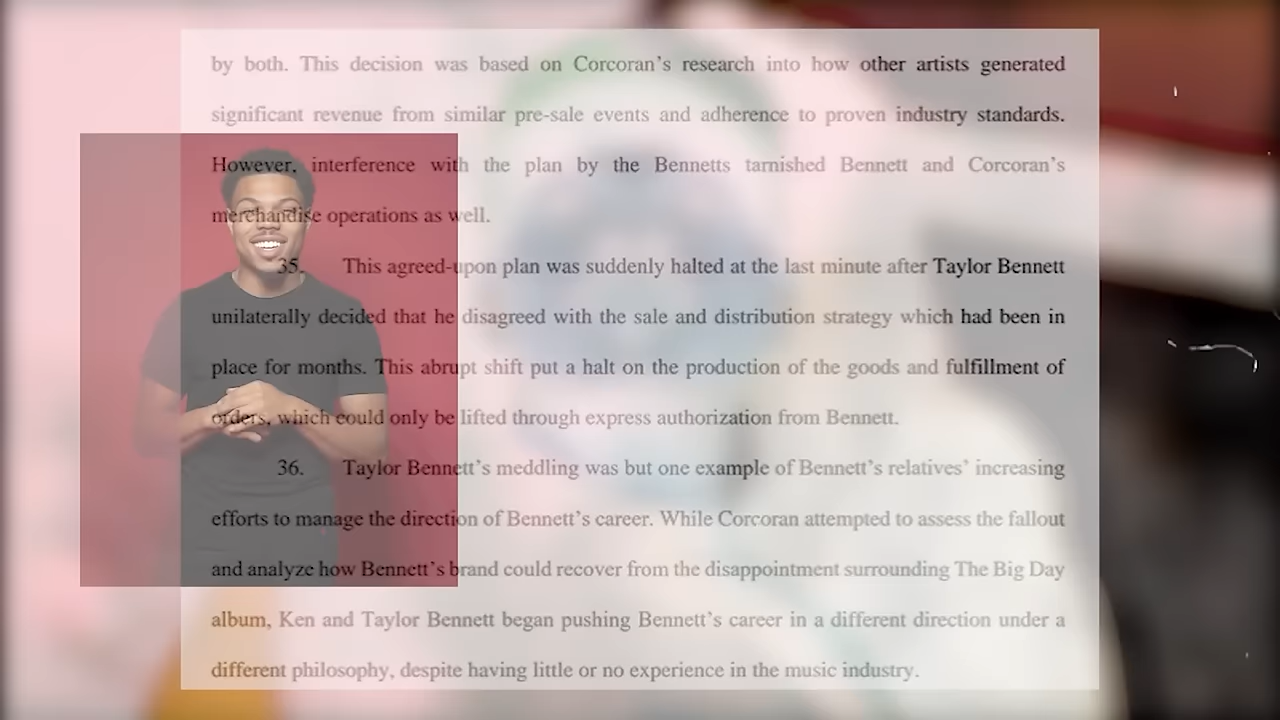 by both. This decision was based on Corcoran's research into how other artists generated
significant revenue from similar pre-sale events and adherence to proven industry standards.
However, interference with the plan by the Bennetts tarnished Bennett and Corcoran's
merchandise operations as well.
35. This agreed-upon plan was suddenly halted at the last minute after Taylor Bennett
unilaterally decided that he disagreed with the sale and distribution strategy which had been in
place for months. This abrupt shift put a halt on the production of the goods and fulfillment of
orders, which could only be lifted through express authorization from Bennett.
36. Taylor Bennett's meddling was but one example of Bennett's relatives' increasing
efforts to manage the direction of Bennett's career. While Corcoran attempted to assess the fallout
and analyze how Bennett's brand could recover from the disappointment surrounding The Big Day
album, Ken and Taylor Bennett began pushing Bennett's career in a different direction under a
different philosophy, despite having little or no experience in the music industry.